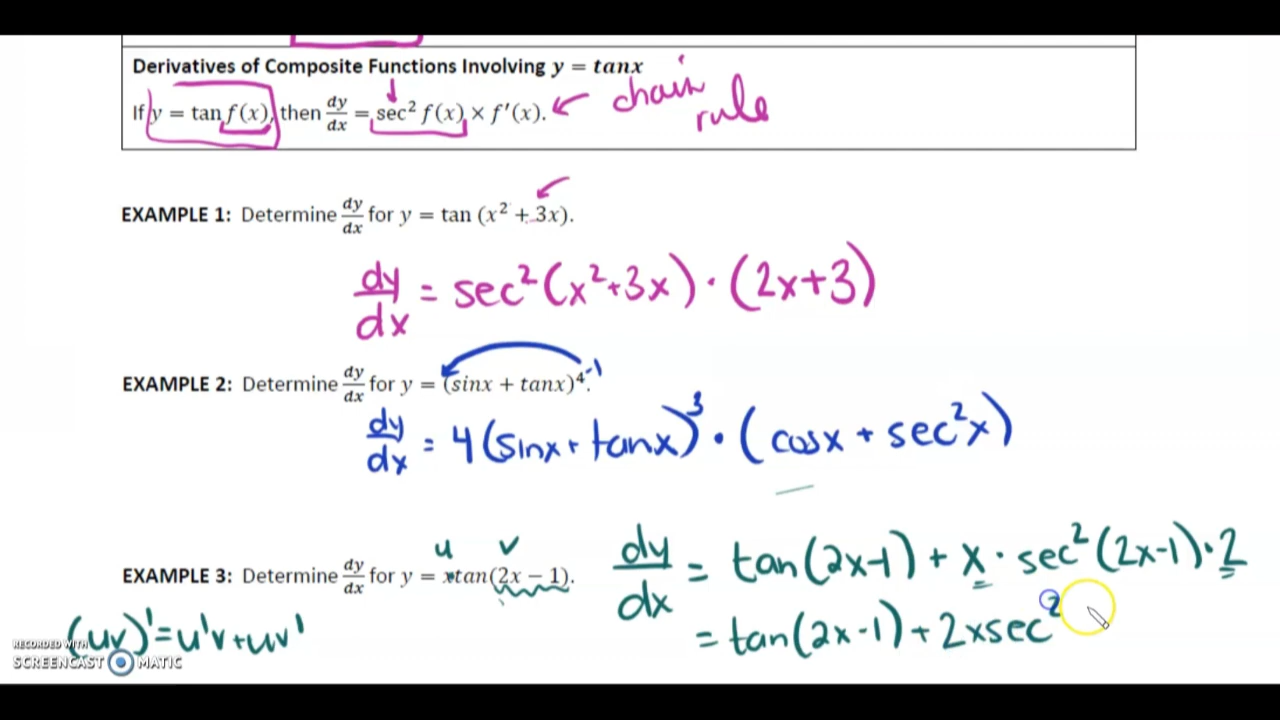 Derivatives of Composite Functions Involving y = tanx
If y = tan f(x), then dy/dx = sec² f(x) × f′(x). chain rule
EXAMPLE 1: Determine dy/dx for y = tan (x² + 3x).
dy/dx = sec²(x²+3x) · (2x+3)
EXAMPLE 2: Determine dy/dx for y = (sinx + tanx)⁴. -1
dy/dx = 4(sinx + tanx)³ · (cosx + sec²x)
u v
EXAMPLE 3: Determine dy/dx for y = xtan(2x − 1).
dy/dx = tan(2x-1) + x · sec²(2x-1) · 2
(uv)' = u'v + uv'
= tan(2x-1) + 2xsec²
RECORDED WITH
SCREENCAST MATIC